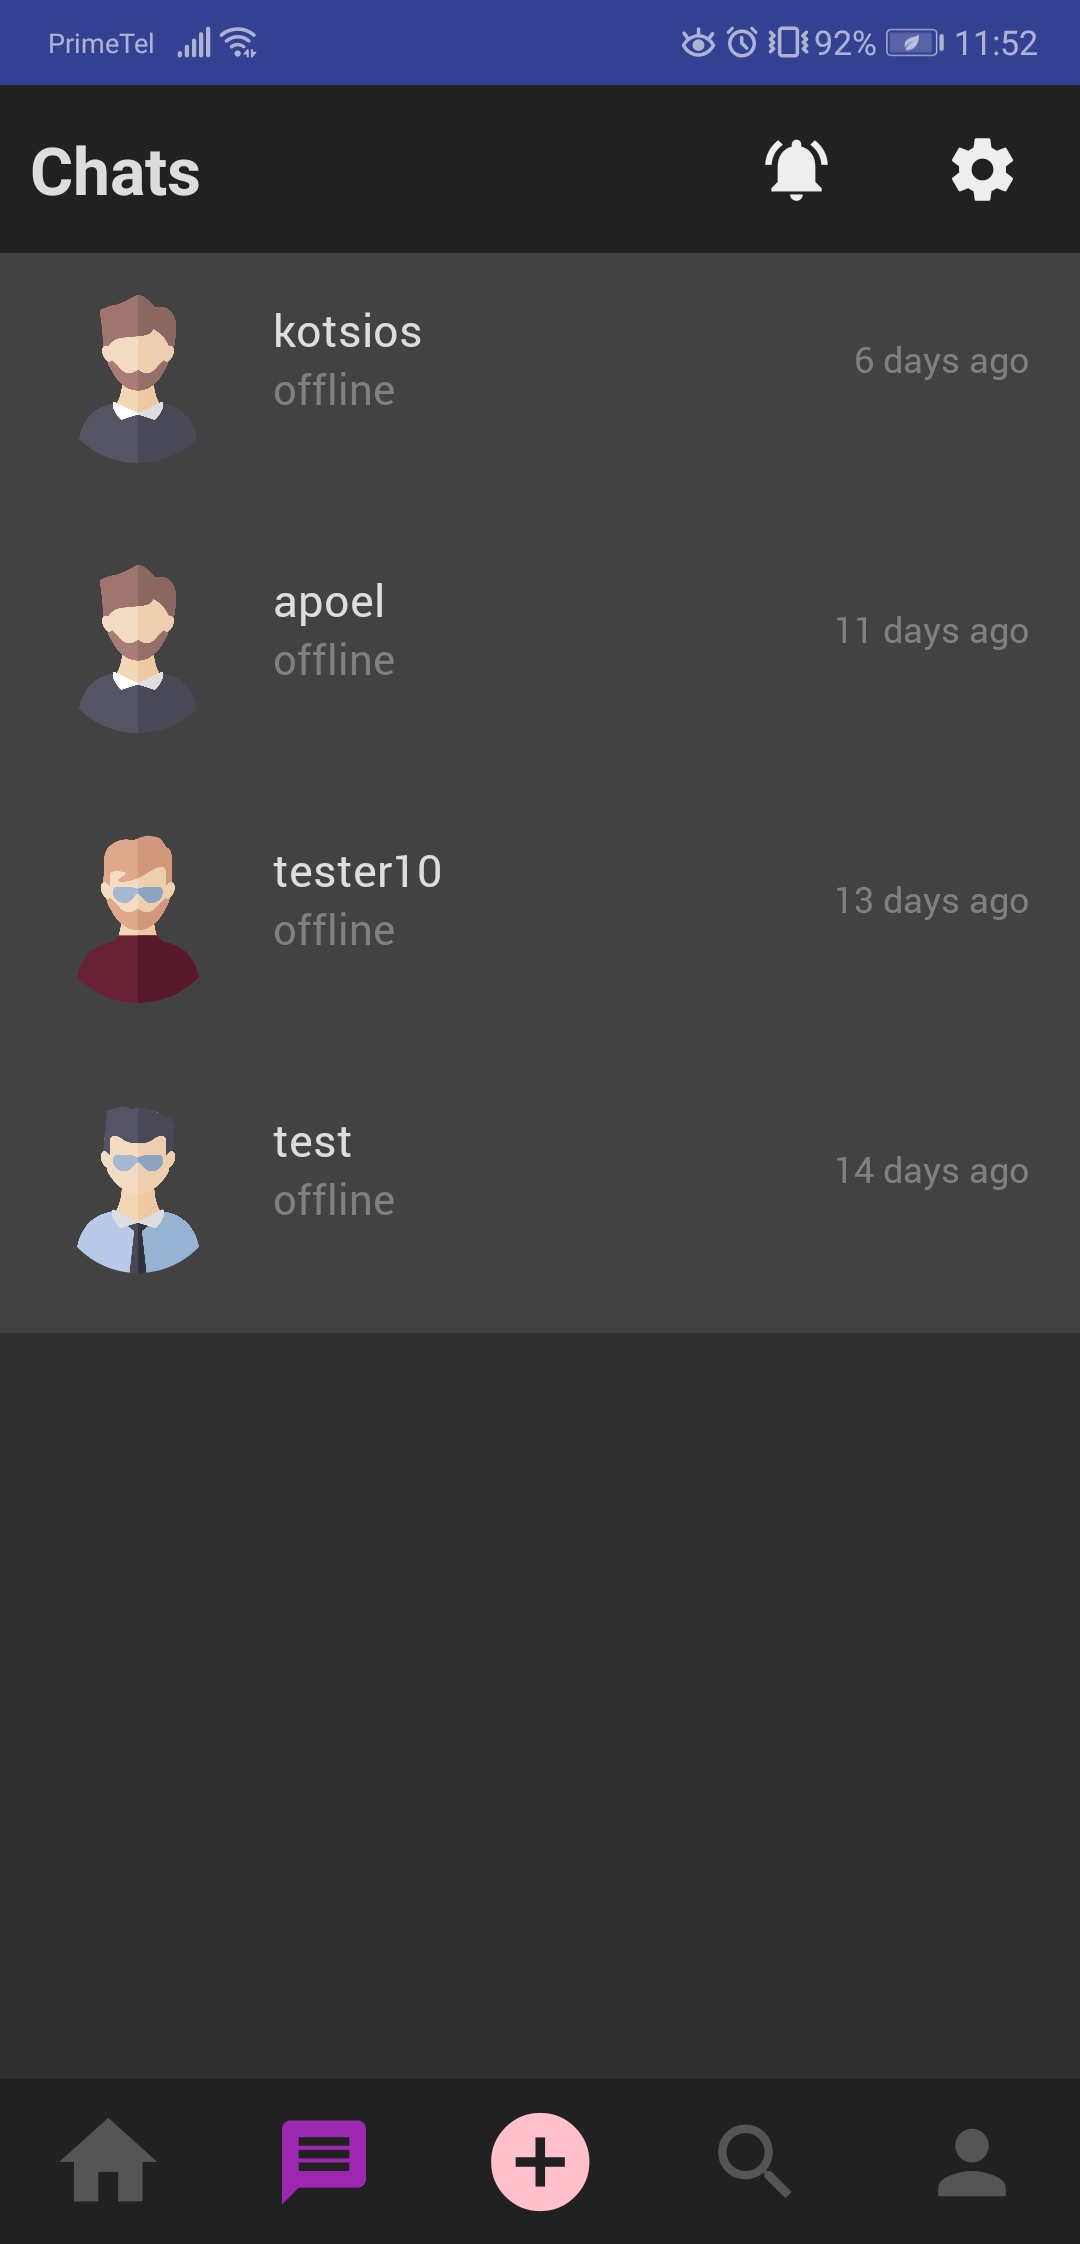 PrimeTel 92% 11:52
Chats
kotsios
offline
6 days ago
apoel
offline
11 days ago
tester10
offline
13 days ago
test
offline
14 days ago